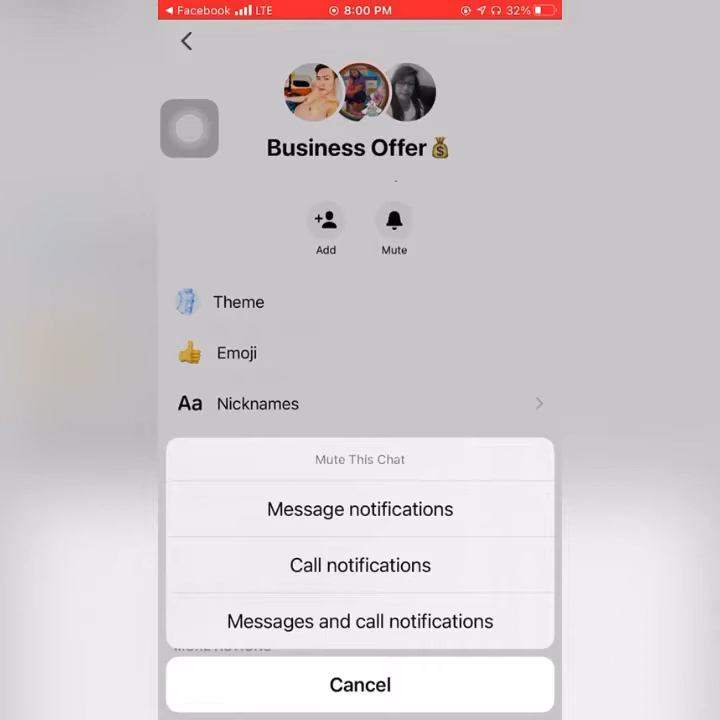 Facebook LTE 8:00 PM 32%
Business Offer💰
Add Mute
Theme
Emoji
Aa Nicknames
Mute This Chat
Message notifications
Call notifications
Messages and call notifications
Cancel